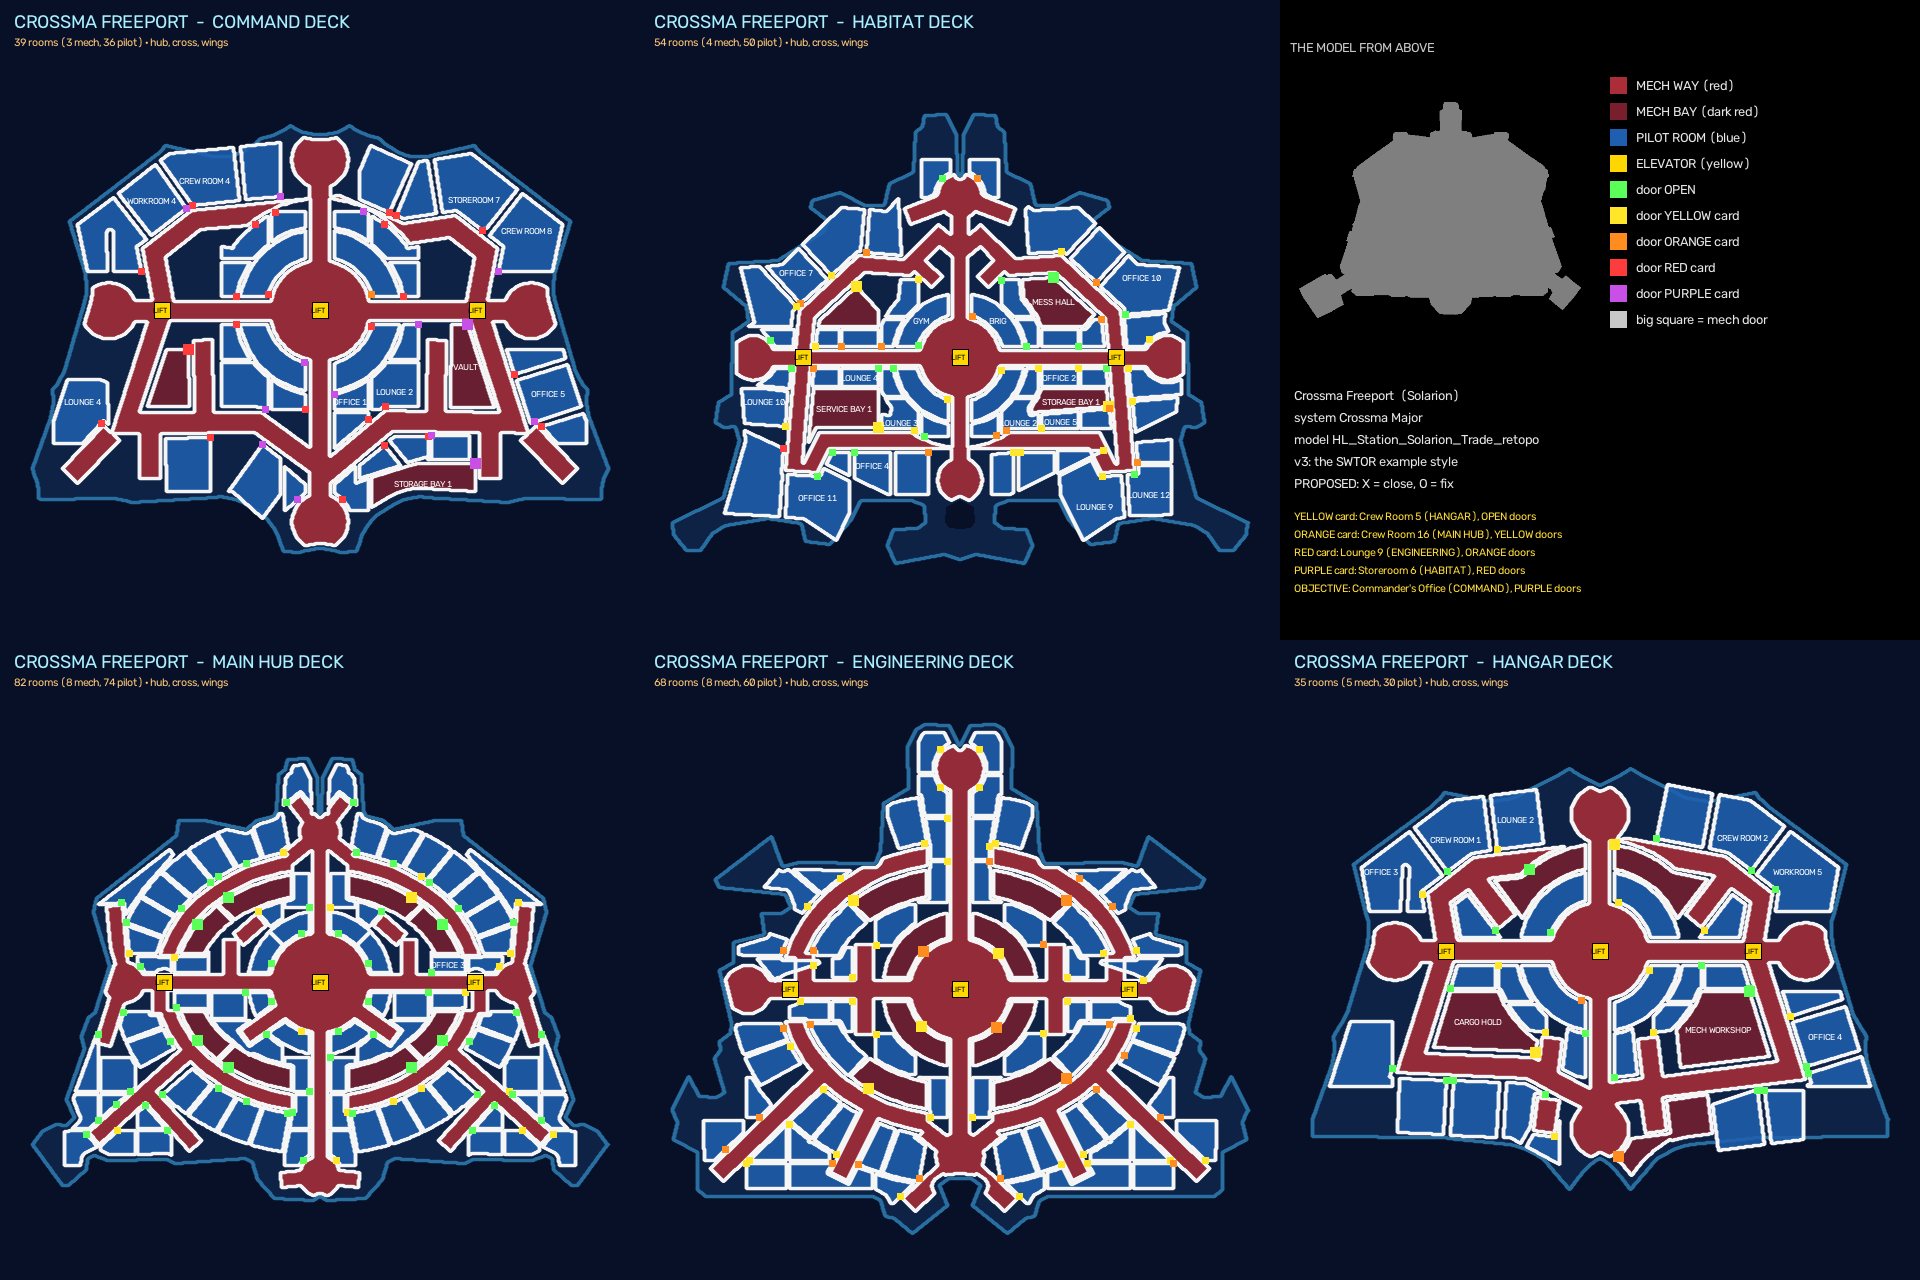 CROSSMA FREEPORT - COMMAND DECK
39 rooms (3 mech, 36 pilot) • hub, cross, wings
CREW ROOM 4
WORKROOM 4
STOREROOM 7
CREW ROOM 8
LIFT
LIFT
LIFT
VAULT
LOUNGE 2
OFFICE 1
OFFICE 5
LOUNGE 4
STORAGE BAY 1
CROSSMA FREEPORT - HABITAT DECK
54 rooms (4 mech, 50 pilot) • hub, cross, wings
OFFICE 7
OFFICE 10
MESS HALL
GYM
BRIG
LIFT
LIFT
LIFT
LOUNGE 4
OFFICE 2
LOUNGE 10
SERVICE BAY 1
STORAGE BAY 1
LOUNGE 3
LOUNGE 2
LOUNGE 5
OFFICE 4
OFFICE 11
LOUNGE 12
LOUNGE 9
THE MODEL FROM ABOVE
MECH WAY (red)
MECH BAY (dark red)
PILOT ROOM (blue)
ELEVATOR (yellow)
door OPEN
door YELLOW card
door ORANGE card
door RED card
door PURPLE card
big square = mech door
Crossma Freeport (Solarion)
system Crossma Major
model HL_Station_Solarion_Trade_retopo
v3: the SWTOR example style
PROPOSED: X = close, O = fix
YELLOW card: Crew Room 5 (HANGAR), OPEN doors
ORANGE card: Crew Room 16 (MAIN HUB), YELLOW doors
RED card: Lounge 9 (ENGINEERING), ORANGE doors
PURPLE card: Storeroom 6 (HABITAT), RED doors
OBJECTIVE: Commander's Office (COMMAND), PURPLE doors
CROSSMA FREEPORT - MAIN HUB DECK
82 rooms (8 mech, 74 pilot) • hub, cross, wings
OFFICE 3
LIFT
LIFT
LIFT
CROSSMA FREEPORT - ENGINEERING DECK
68 rooms (8 mech, 60 pilot) • hub, cross, wings
LIFT
LIFT
LIFT
CROSSMA FREEPORT - HANGAR DECK
35 rooms (5 mech, 30 pilot) • hub, cross, wings
LOUNGE 2
CREW ROOM 1
CREW ROOM 2
OFFICE 3
WORKROOM 5
LIFT
LIFT
LIFT
CARGO HOLD
MECH WORKSHOP
OFFICE 4